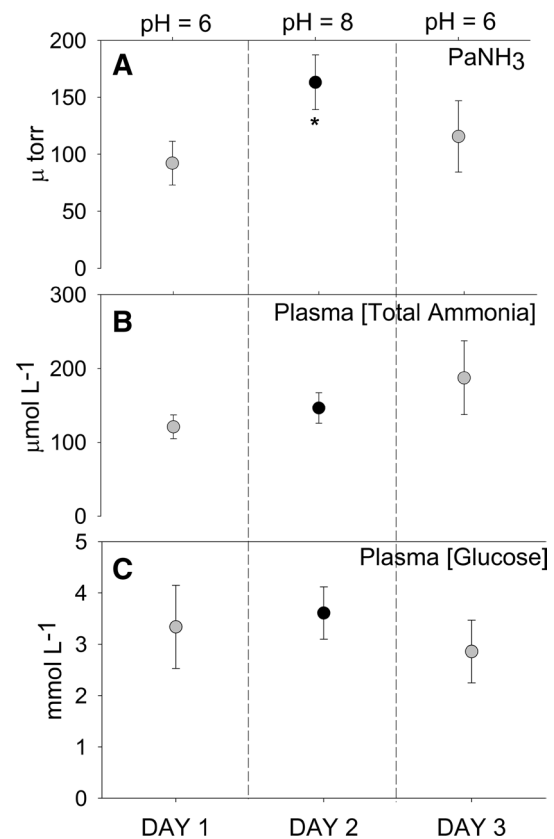 pH = 6 pH = 8 pH = 6
A PaNH3
200
150
100
50
0
μ torr
*
B Plasma [Total Ammonia]
300
200
100
0
μmol L-1
C Plasma [Glucose]
5
4
3
2
1
0
mmol L-1
DAY 1 DAY 2 DAY 3